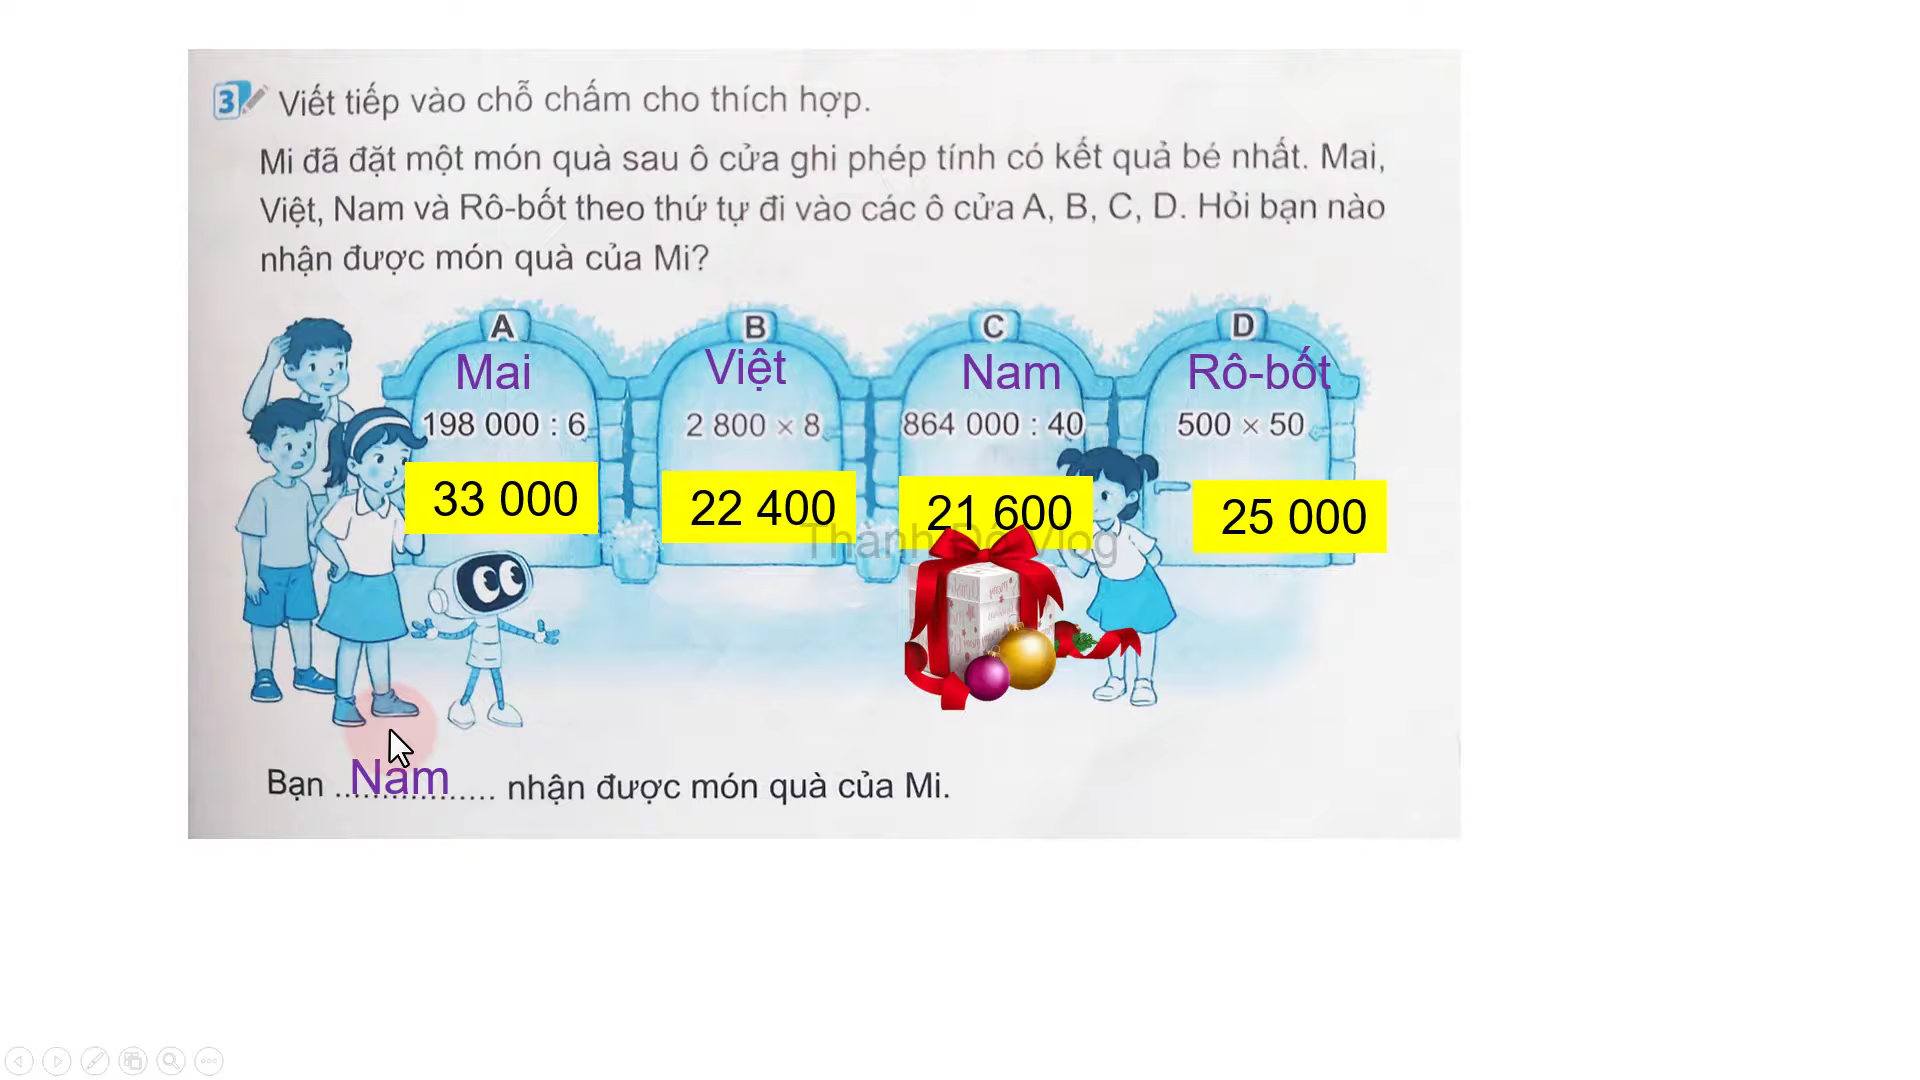 3 Viết tiếp vào chỗ chấm cho thích hợp.
Mi đã đặt một món quà sau ô cửa ghi phép tính có kết quả bé nhất. Mai,
Việt, Nam và Rô-bốt theo thứ tự đi vào các ô cửa A, B, C, D. Hỏi bạn nào
nhận được món quà của Mi?
A B C D
Mai Việt Nam Rô-bốt
198 000 : 6 2 800 × 8 864 000 : 40 500 × 50
33 000 22 400 21 600 25 000
Thành Đô Vlog
Bạn ..Nam.............. nhận được món quà của Mi.